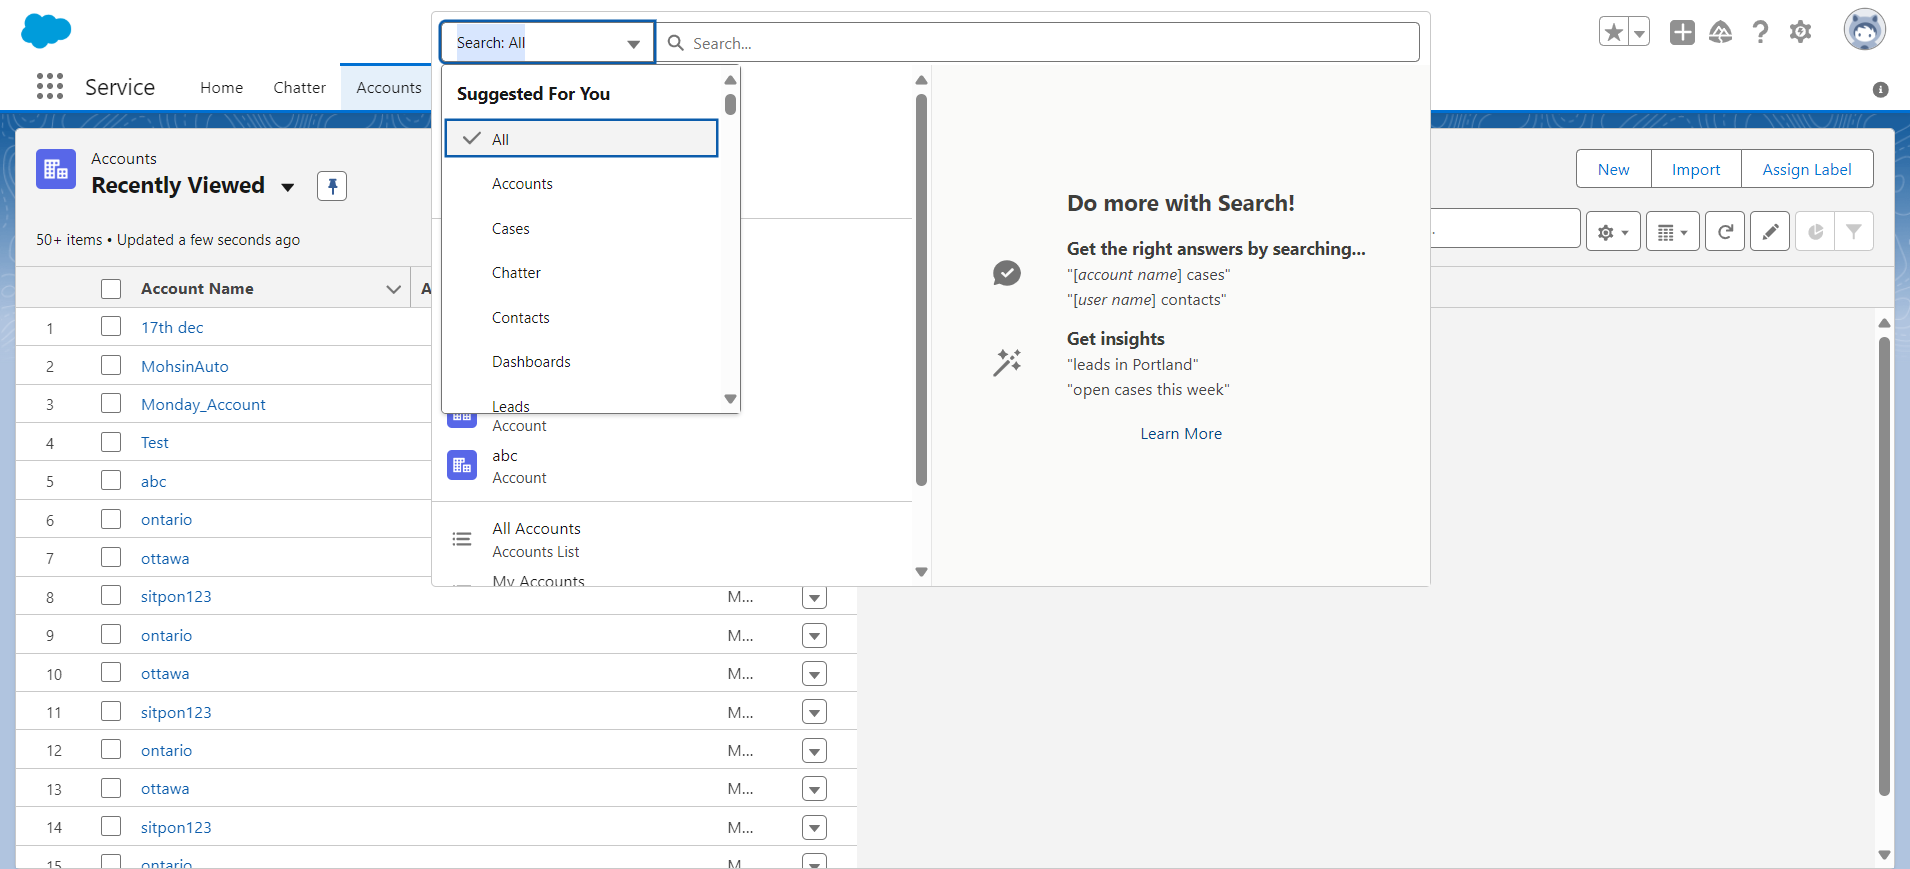 Search: All
Search...
Service
Home
Chatter
Accounts
Suggested For You
All
Accounts
Cases
Chatter
Contacts
Dashboards
Leads
Account
abc
Account
All Accounts
Accounts List
My Accounts
Do more with Search!
Get the right answers by searching...
"[account name] cases"
"[user name] contacts"
Get insights
"leads in Portland"
"open cases this week"
Learn More
Accounts
Recently Viewed
New
Import
Assign Label
50+ items • Updated a few seconds ago
Account Name
A
1 17th dec
2 MohsinAuto
3 Monday_Account
4 Test
5 abc
6 ontario
7 ottawa
8 sitpon123 M...
9 ontario M...
10 ottawa M...
11 sitpon123 M...
12 ontario M...
13 ottawa M...
14 sitpon123 M...
15 ontario M...